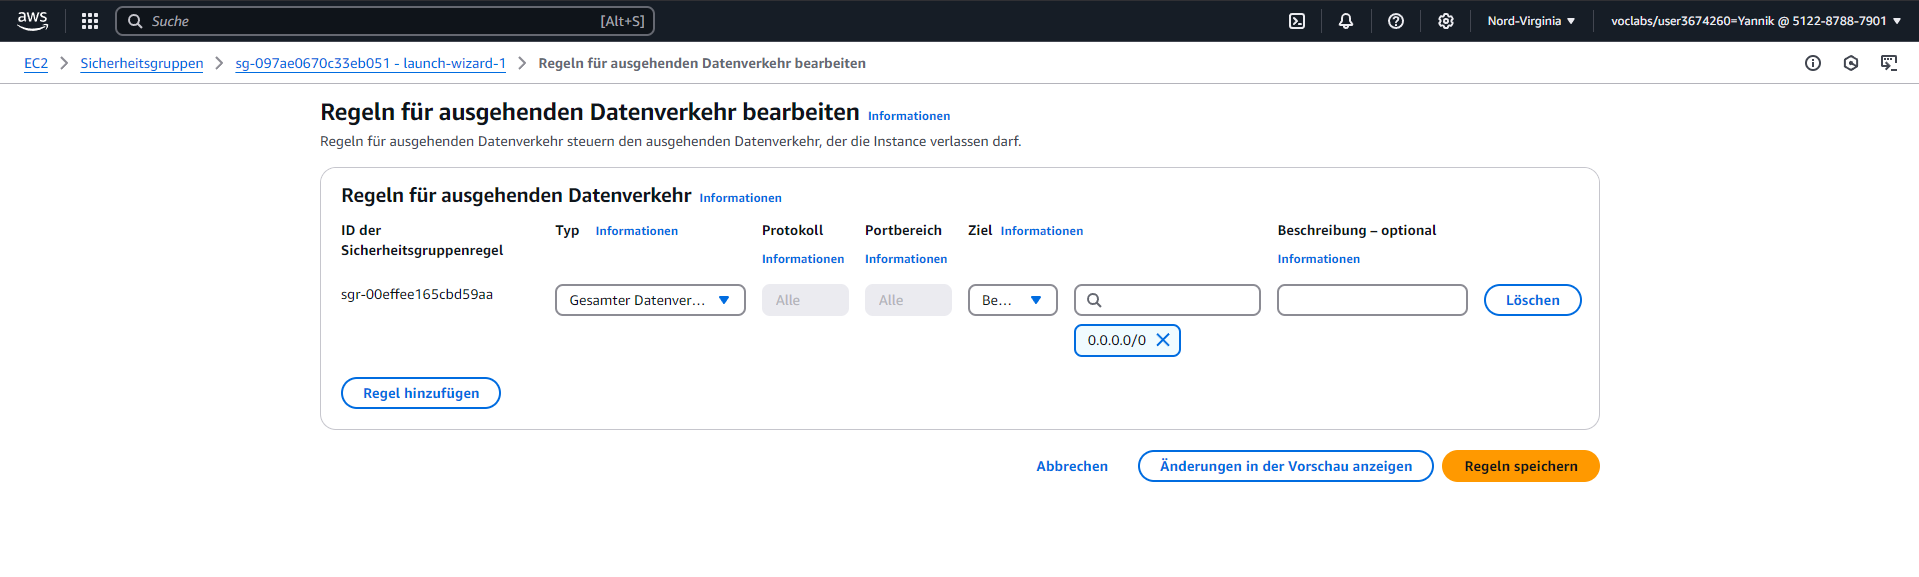 aws
Suche [Alt+S] Nord-Virginia voclabs/user3674260=Yannik @ 5122-8788-7901
EC2 Sicherheitsgruppen sg-097ae0670c33eb051 - launch-wizard-1 Regeln für ausgehenden Datenverkehr bearbeiten
Regeln für ausgehenden Datenverkehr bearbeiten Informationen
Regeln für ausgehenden Datenverkehr steuern den ausgehenden Datenverkehr, der die Instance verlassen darf.
Regeln für ausgehenden Datenverkehr Informationen
ID der Sicherheitsgruppenregel
Typ Informationen
Protokoll Informationen
Portbereich Informationen
Ziel Informationen
Beschreibung – optional Informationen
sgr-00effee165cbd59aa Gesamter Datenver... Alle Alle Be... Löschen
0.0.0.0/0
Regel hinzufügen
Abbrechen Änderungen in der Vorschau anzeigen Regeln speichern